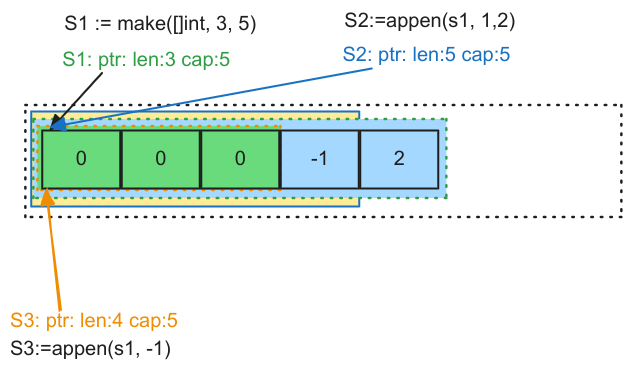 S1 := make([]int, 3, 5)
S2:=appen(s1, 1,2)
S1: ptr: len:3 cap:5
S2: ptr: len:5 cap:5
0 0 0 -1 2
S3: ptr: len:4 cap:5
S3:=appen(s1, -1)